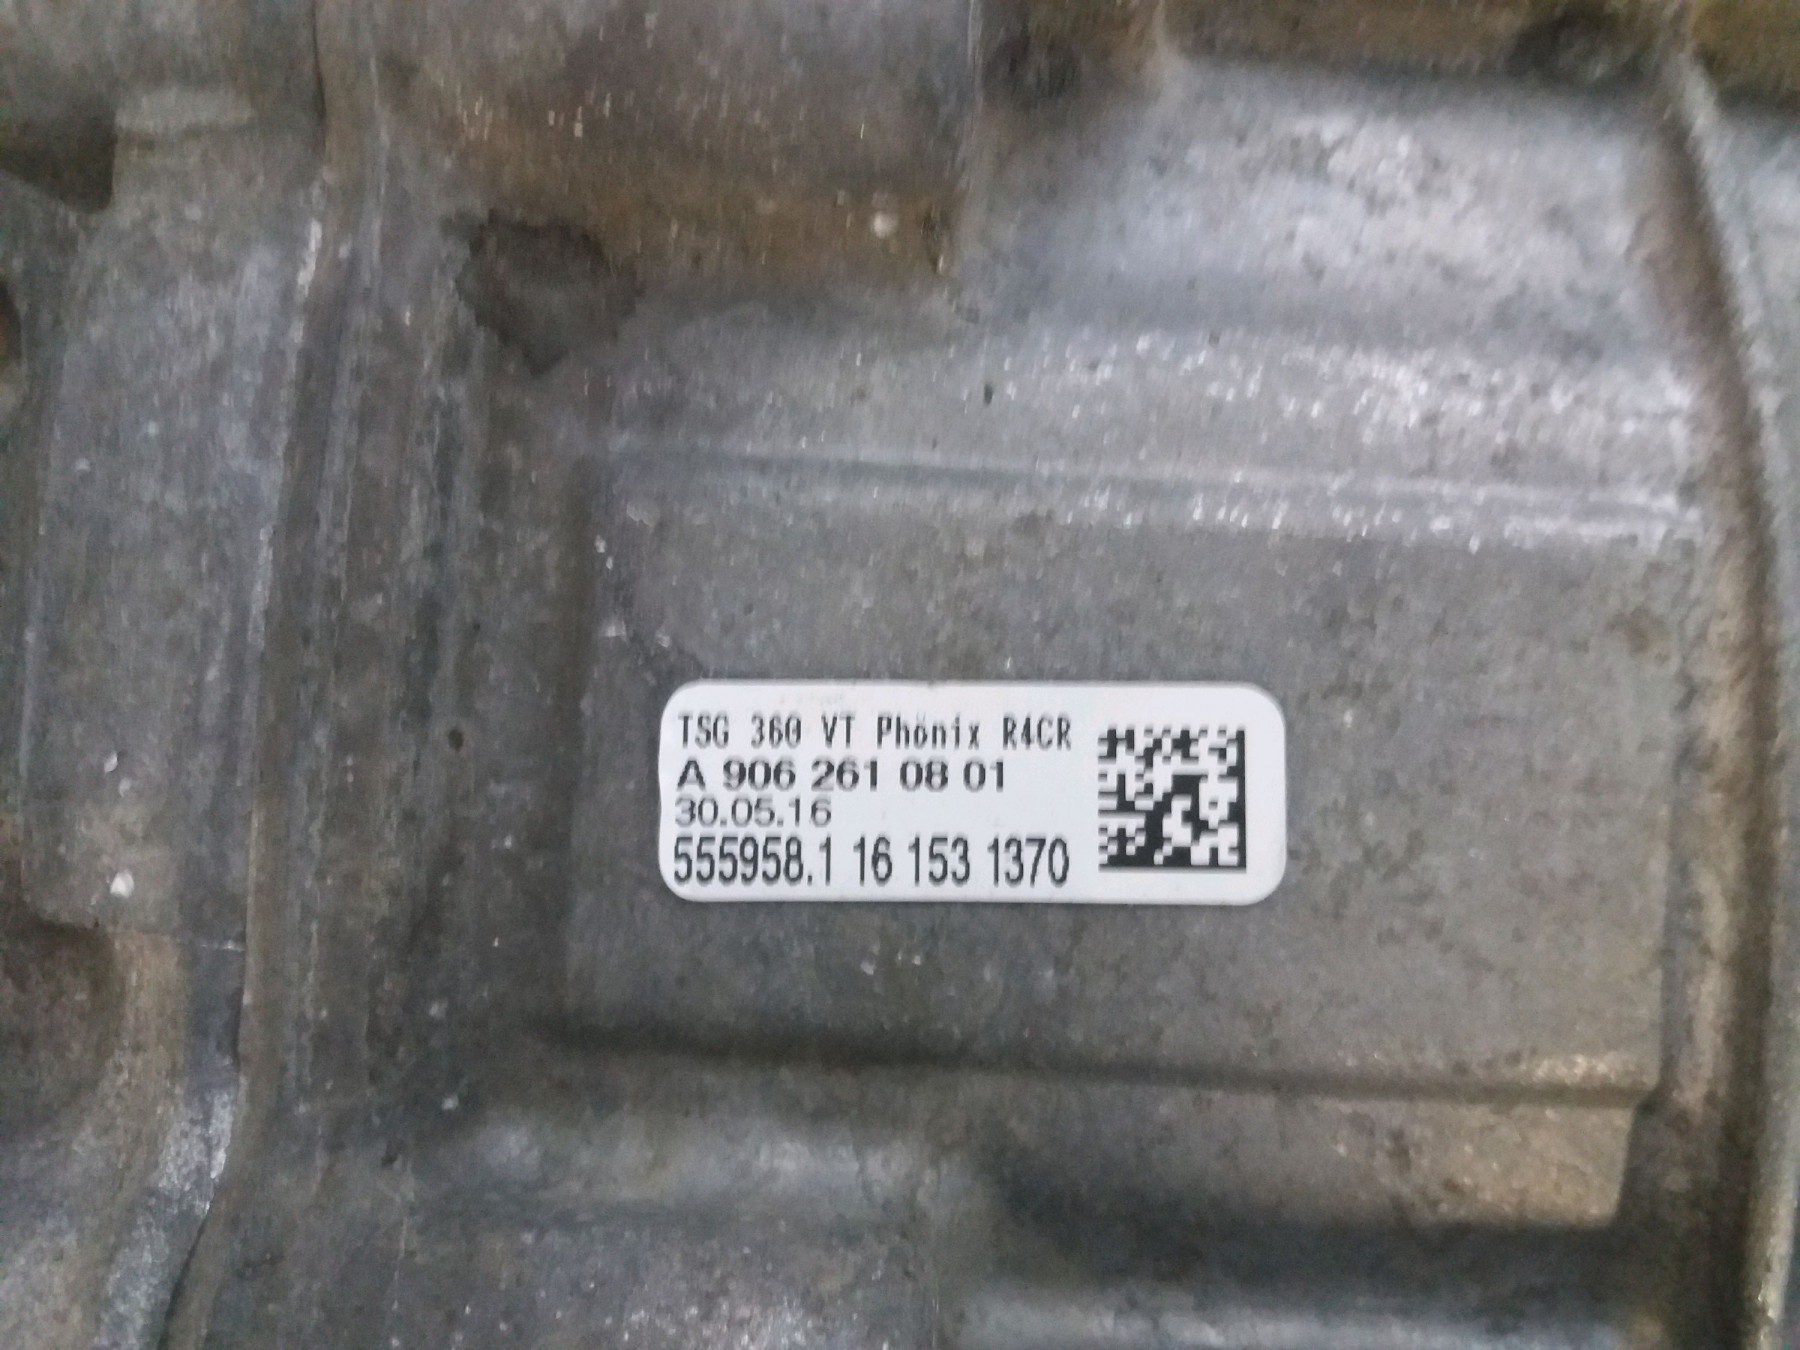 TSG 360 VT Phönix R4CR
A 906 261 08 01
30.05.16
555958.1 16 153 1370